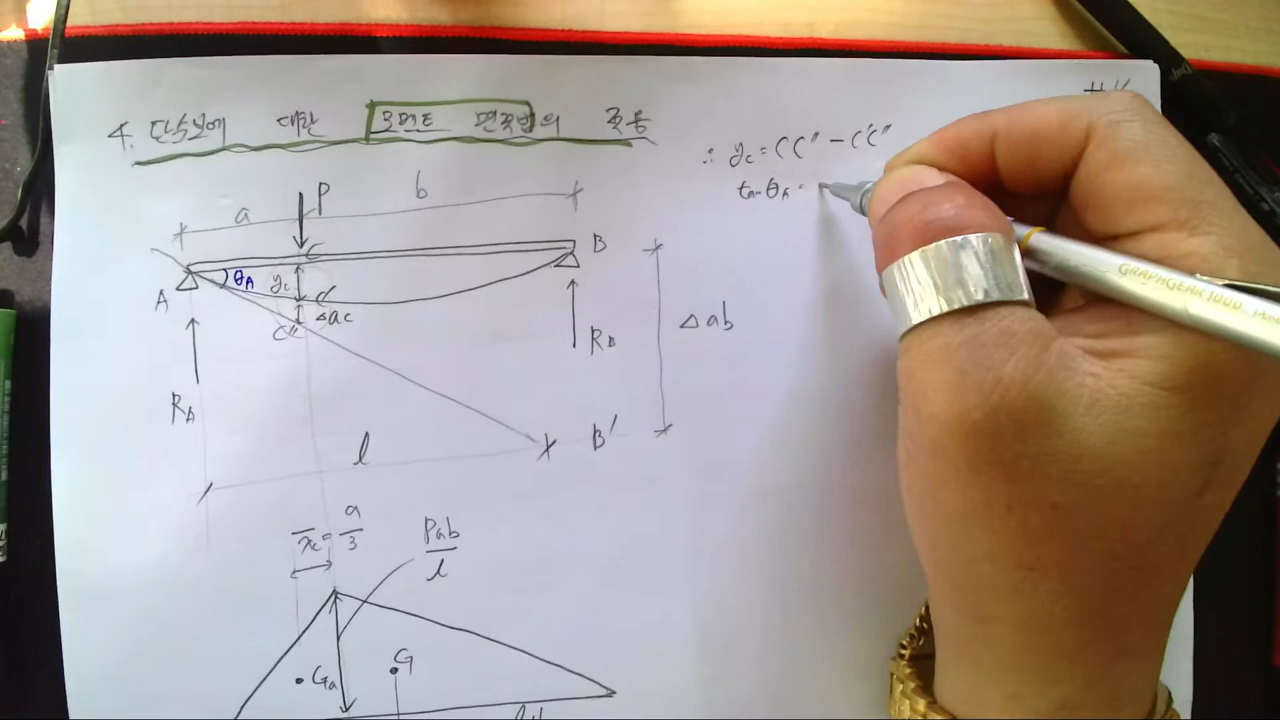 4. 단순보에 대한 모멘트 면적법의 적용
∴ yc = CC" - C'C"
tan θA =
P
a
b
C
A
θA
yc
B
C'
Δac
C"
RA
RB
Δab
B'
l
x̄c = a/3
Pab/l
Ga
G
GRAPHGEAR 1000